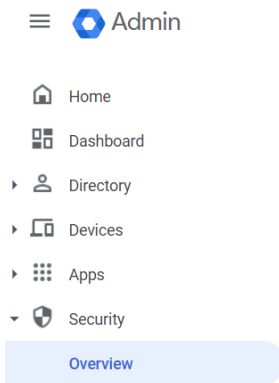 Admin
Home
Dashboard
Directory
Devices
Apps
Security
Overview